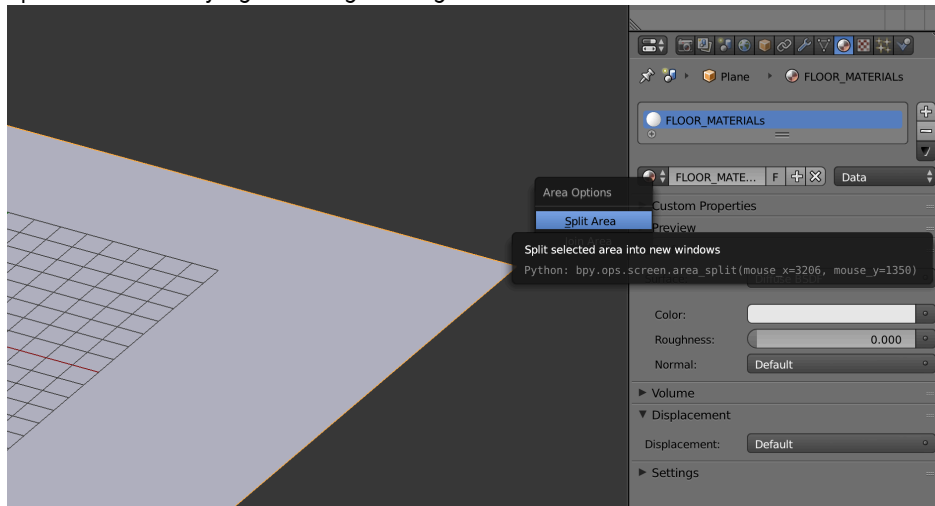 Plane
FLOOR_MATERIALs
FLOOR_MATERIALs
FLOOR_MATE...
F
Data
Area Options
Custom Properties
Split Area
Preview
Split selected area into new windows
Python: bpy.ops.screen.area_split(mouse_x=3206, mouse_y=1350)
Color:
Roughness:
0.000
Normal:
Default
Volume
Displacement
Displacement:
Default
Settings